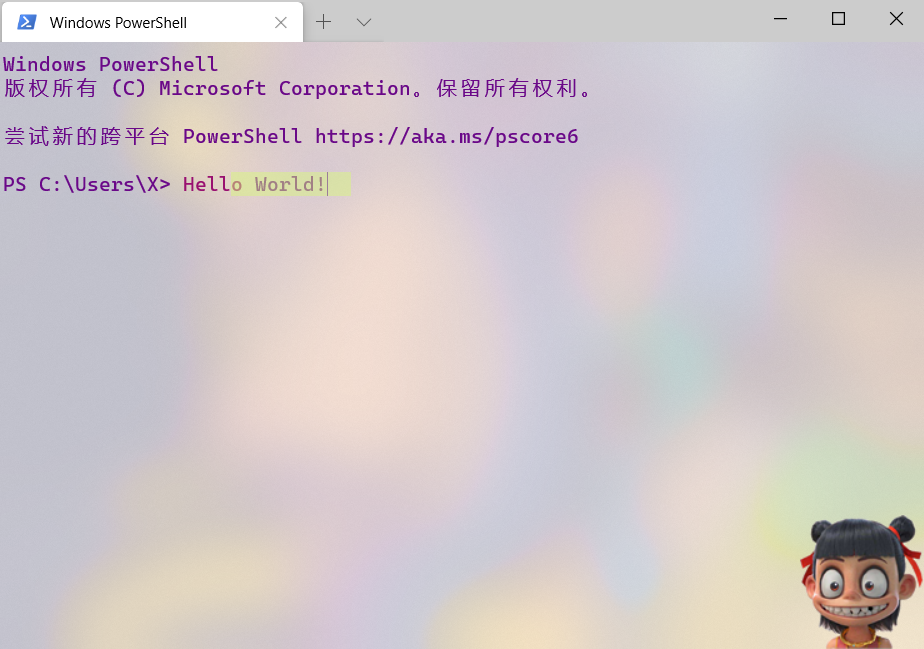 Windows PowerShell
Windows PowerShell
版权所有 (C) Microsoft Corporation。保留所有权利。
尝试新的跨平台 PowerShell https://aka.ms/pscore6
PS C:\Users\X> Hello World!